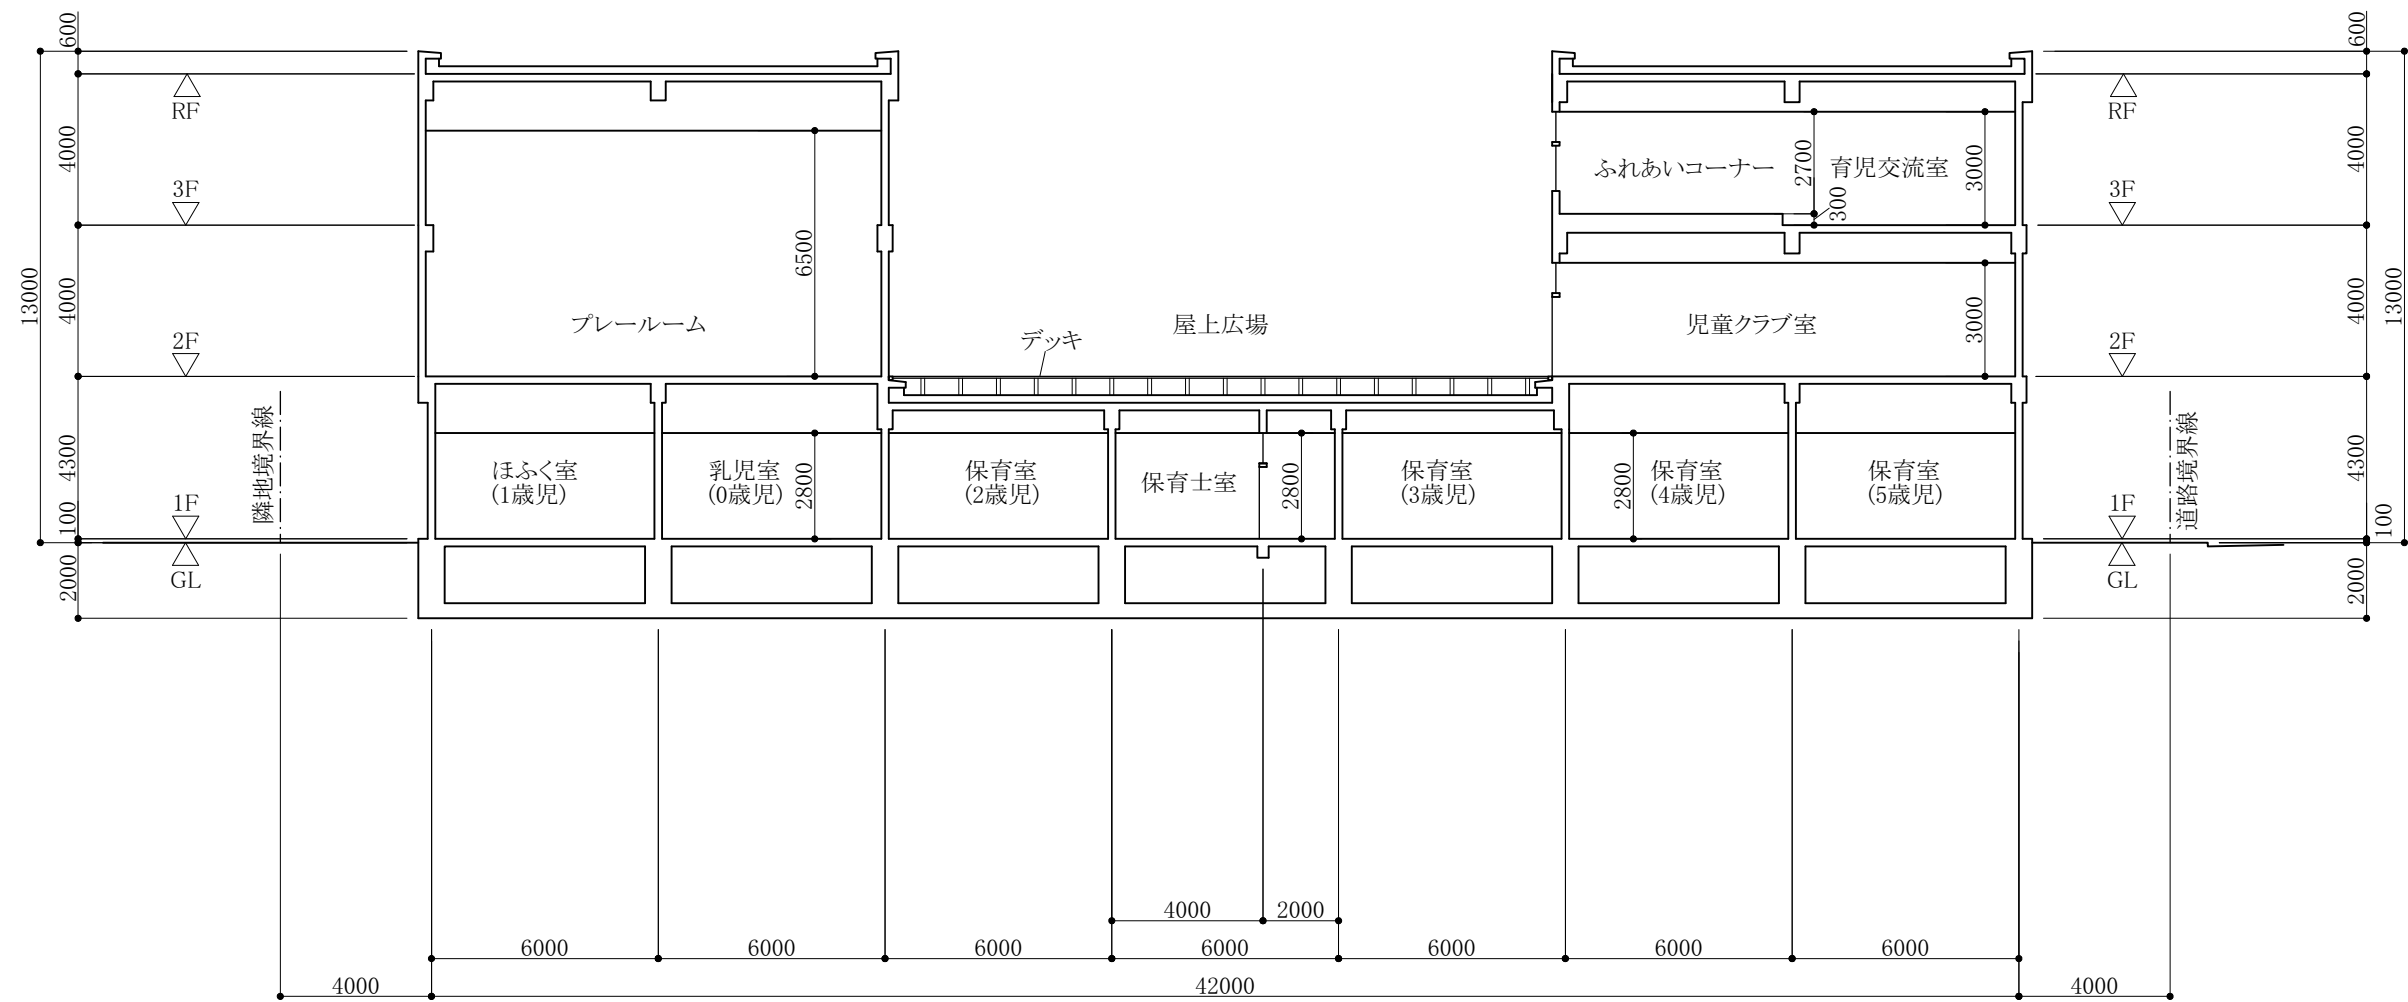 600
600
RF
RF
4000
2700
3000
4000
ふれあいコーナー
育児交流室
3F
300
3F
6500
13000
4000
3000
4000
13000
プレールーム
デッキ
屋上広場
児童クラブ室
2F
2F
隣地境界線
道路境界線
4300
ほふく室
(1歳児)
乳児室
(0歳児)
2800
保育室
(2歳児)
保育士室
2800
保育室
(3歳児)
2800
保育室
(4歳児)
保育室
(5歳児)
4300
1F
1F
100
100
GL
GL
2000
2000
4000
2000
6000
6000
6000
6000
6000
6000
6000
4000
42000
4000